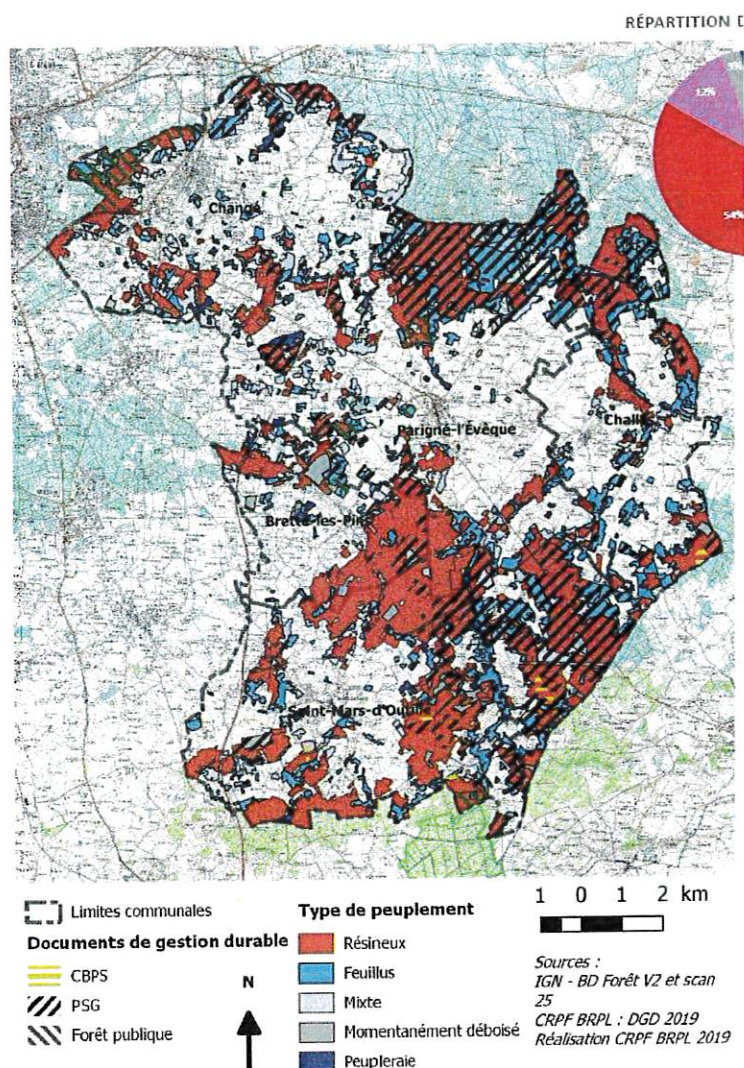 RÉPARTITION D
3%
12%
54%
Changé
Parigné-l'Évêque
Challe
Brette-les-Pins
Saint-Mars-d'Outillé
Limites communales
Documents de gestion durable
CBPS
PSG
Forêt publique
N
Type de peuplement
Résineux
Feuillus
Mixte
Momentanément déboisé
Peupleraie
1 0 1 2 km
Sources :
IGN - BD Forêt V2 et scan
25
CRPF BRPL : DGD 2019
Réalisation CRPF BRPL 2019